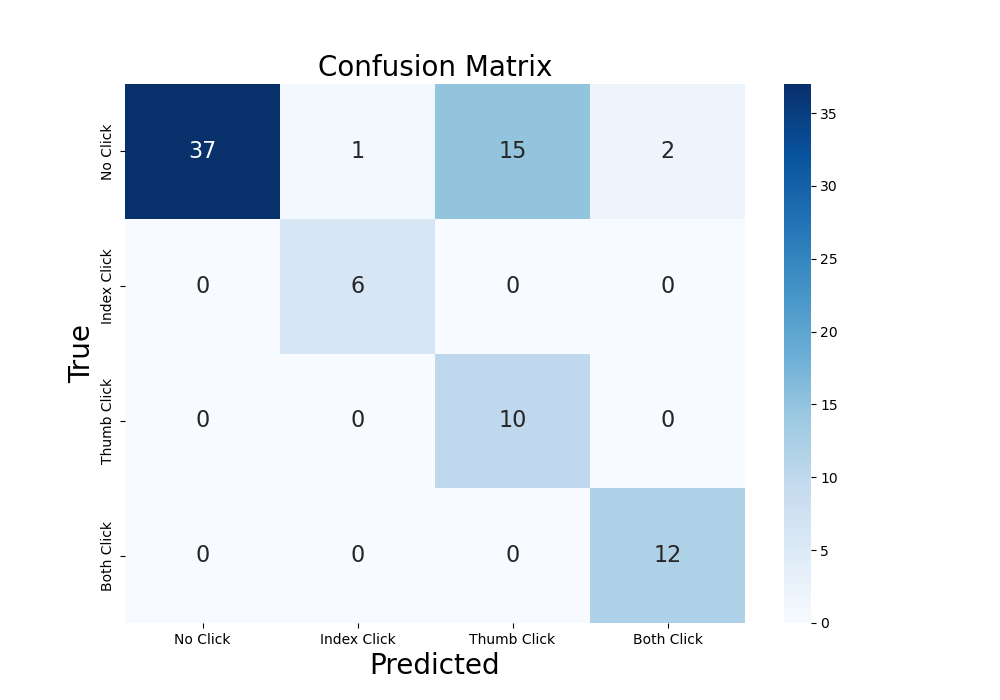 Confusion Matrix
No Click
37 1 15 2
Index Click
0 6 0 0
Thumb Click
0 0 10 0
Both Click
0 0 0 12
True
No Click Index Click Thumb Click Both Click
Predicted
35
30
25
20
15
10
5
0